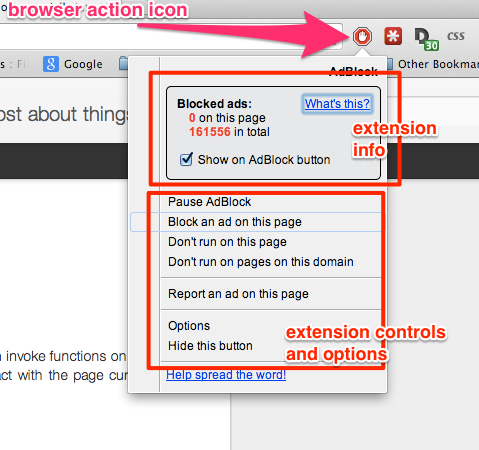 browser action icon
30
css
: Fi
Google
Other Bookmar
AdBlock
ost about things
Blocked ads:
What's this?
0 on this page
161556 in total
Show on AdBlock button
extension
info
Pause AdBlock
Block an ad on this page
Don't run on this page
Don't run on pages on this domain
Report an ad on this page
Options
Hide this button
extension controls
and options
n invoke functions on
act with the page cur
Help spread the word!